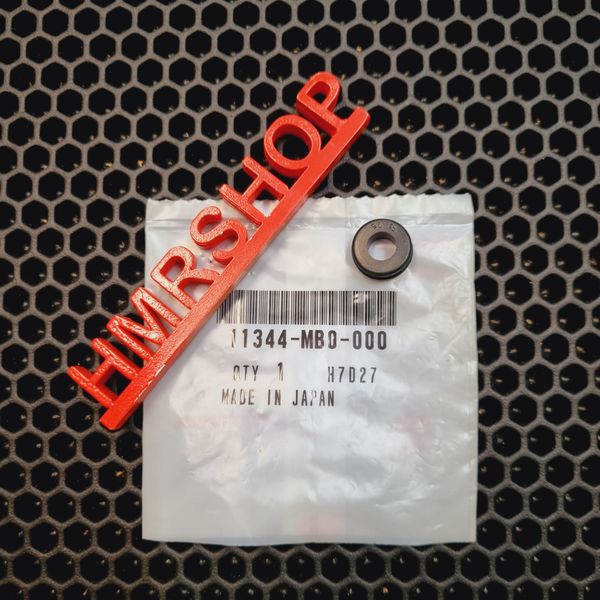 HMRSHOP
11344-MB0-000
QTY 1 H7D27
MADE IN JAPAN